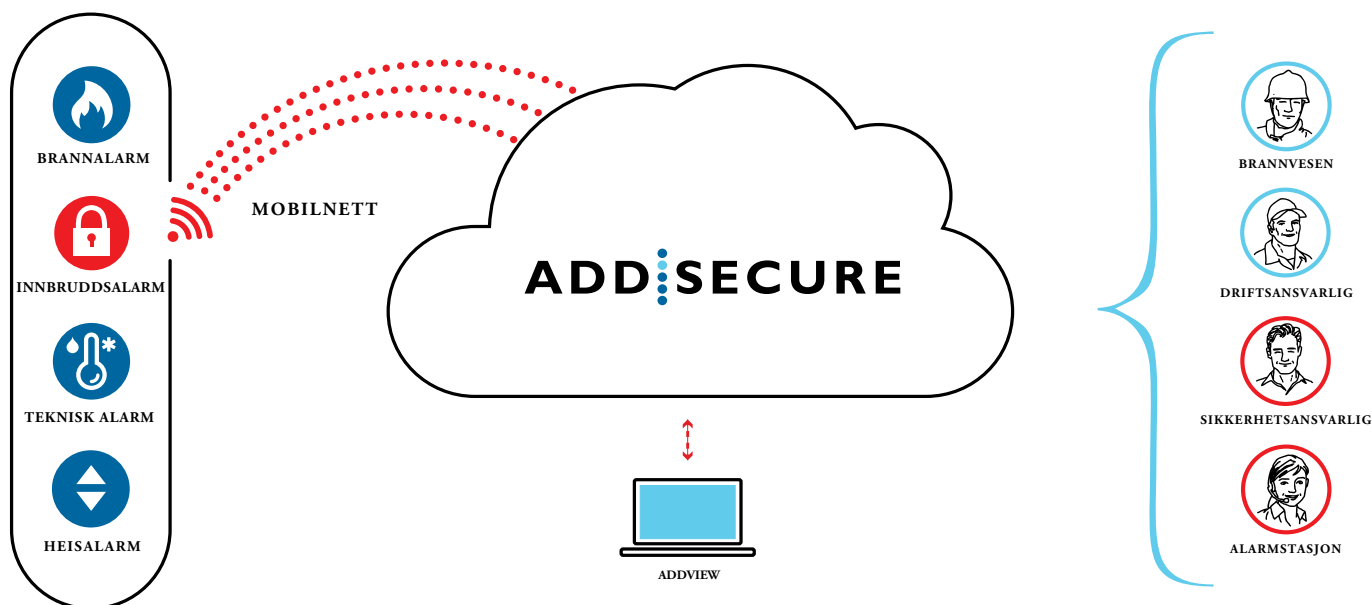 BRANNALARM
INNBRUDDSALARM
TEKNISK ALARM
HEISALARM
MOBILNETT
ADD SECURE
ADDVIEW
BRANNVESEN
DRIFTSANSVARLIG
SIKKERHETSANSVARLIG
ALARMSTASJON